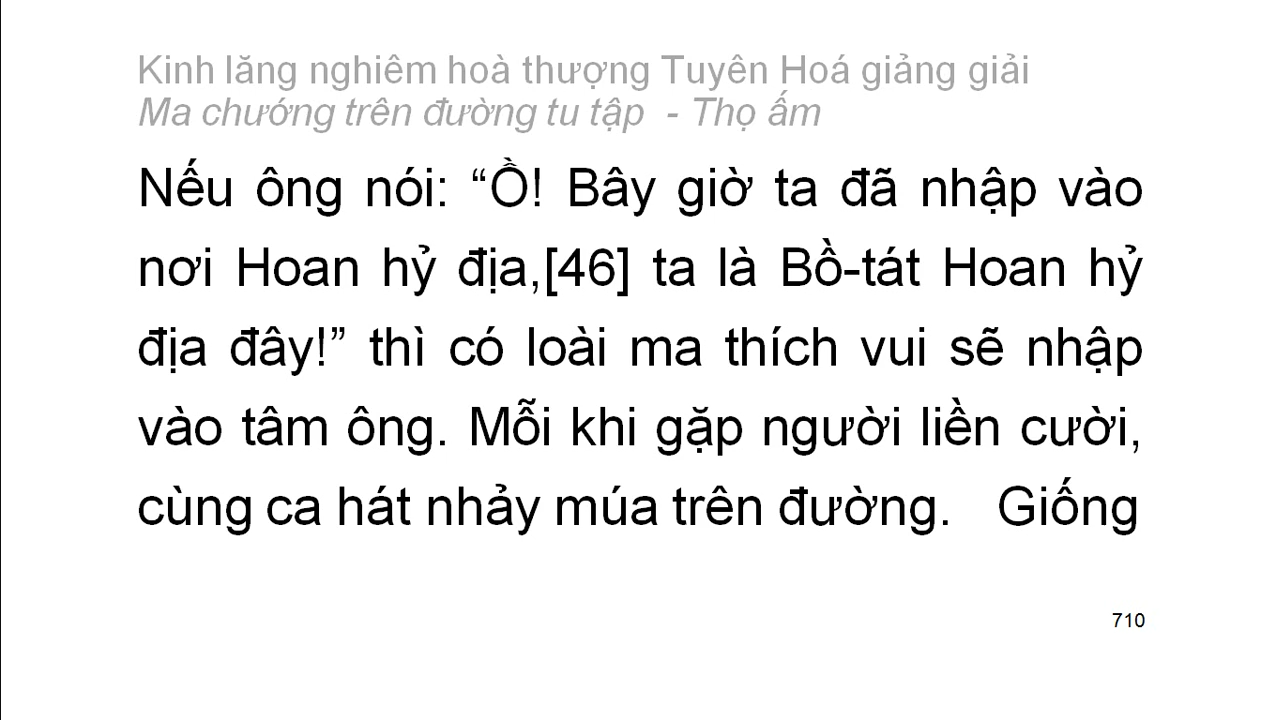 Kinh lăng nghiêm hoà thượng Tuyên Hoá giảng giải
Ma chướng trên đường tu tập - Thọ ấm
Nếu ông nói: “Ồ! Bây giờ ta đã nhập vào
nơi Hoan hỷ địa,[46] ta là Bồ-tát Hoan hỷ
địa đây!” thì có loài ma thích vui sẽ nhập
vào tâm ông. Mỗi khi gặp người liền cười,
cùng ca hát nhảy múa trên đường. Giống
710